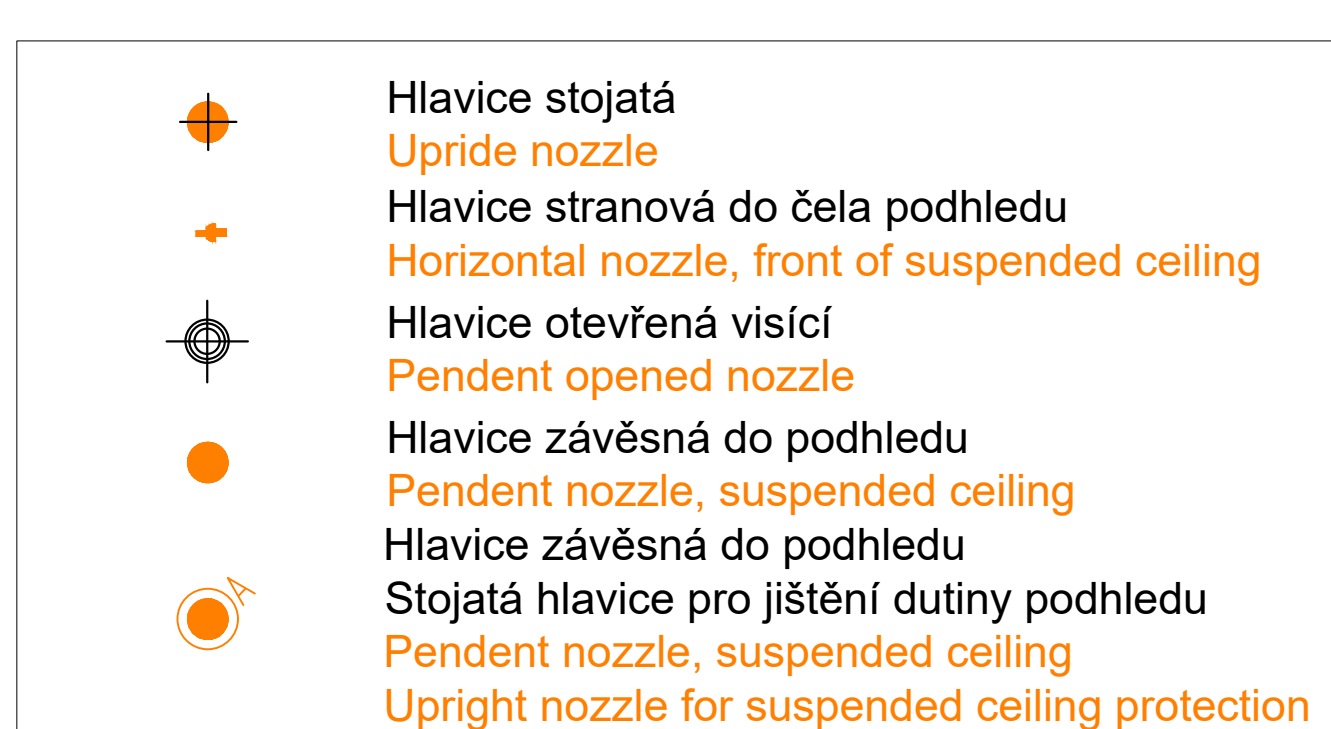 Hlavice stojatá
Upride nozzle
Hlavice stranová do čela podhledu
Horizontal nozzle, front of suspended ceiling
Hlavice otevřená visící
Pendent opened nozzle
Hlavice závěsná do podhledu
Pendent nozzle, suspended ceiling
Hlavice závěsná do podhledu
A
Stojatá hlavice pro jištění dutiny podhledu
Pendent nozzle, suspended ceiling
Upright nozzle for suspended ceiling protection